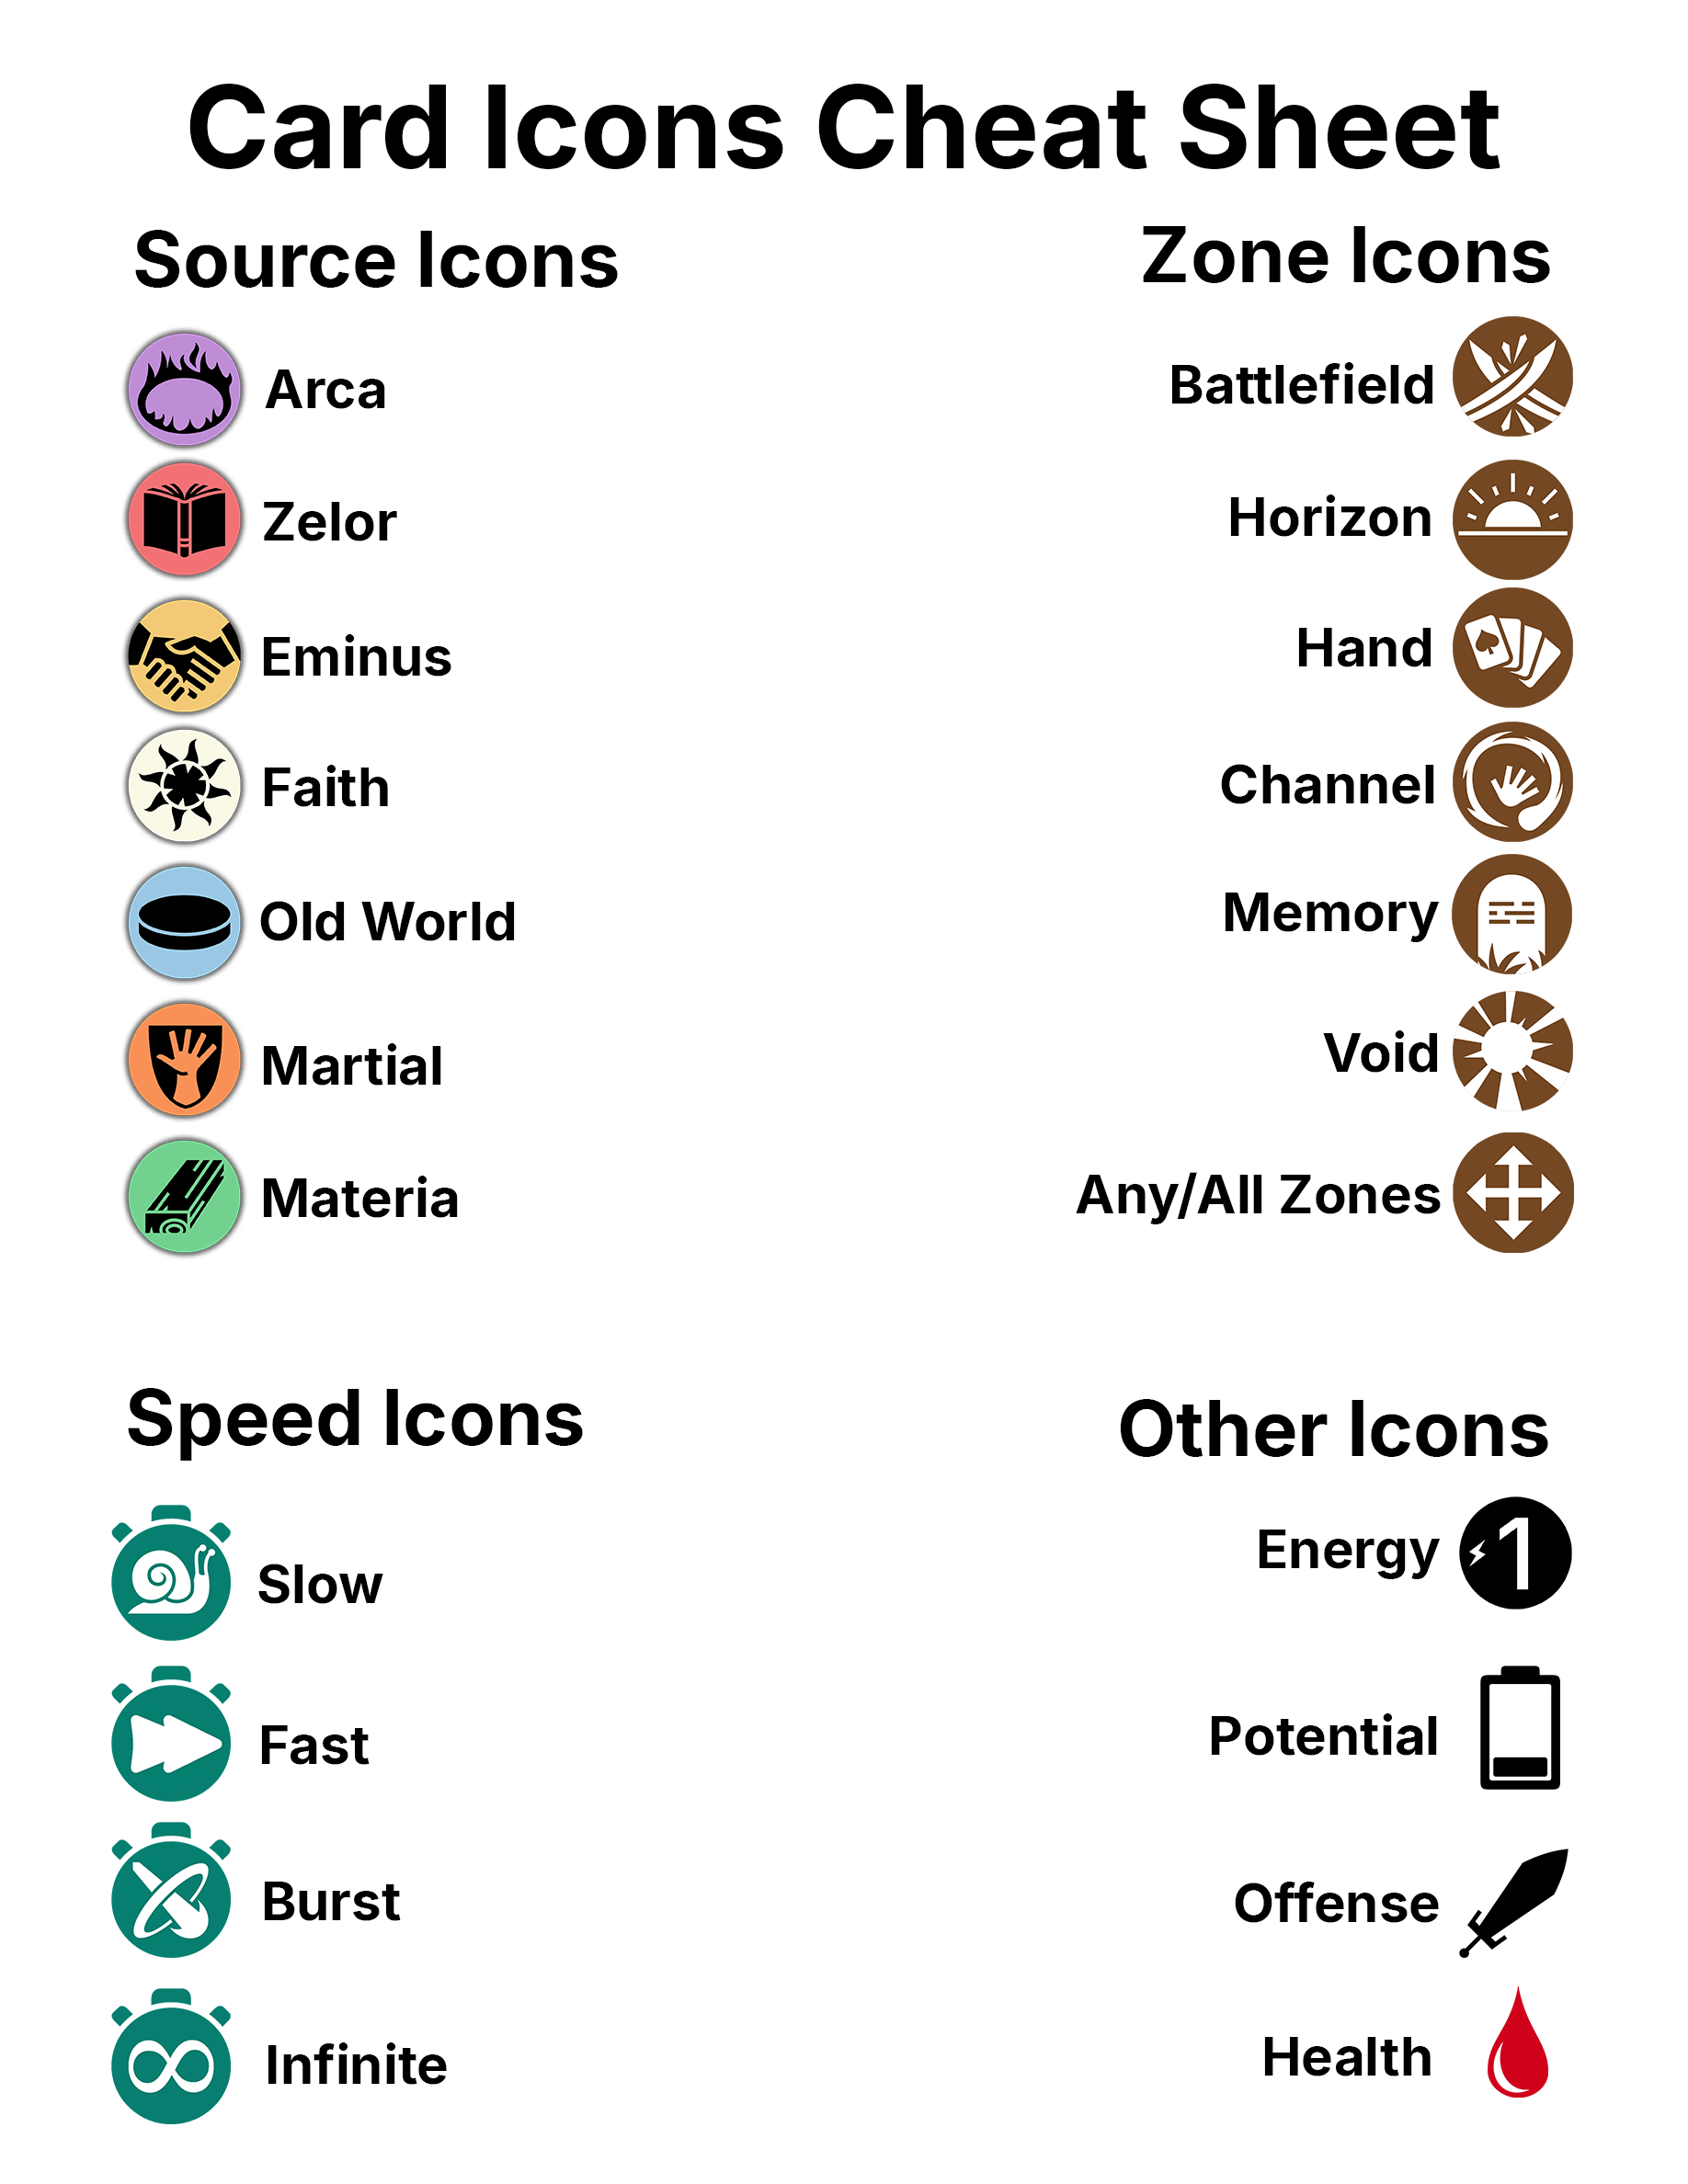 Card Icons Cheat Sheet
Source Icons
Arca
Zelor
Eminus
Faith
Old World
Martial
Materia
Zone Icons
Battlefield
Horizon
Hand
Channel
Memory
Void
Any/All Zones
Speed Icons
Slow
Fast
Burst
Infinite
Other Icons
Energy
1
Potential
Offense
Health